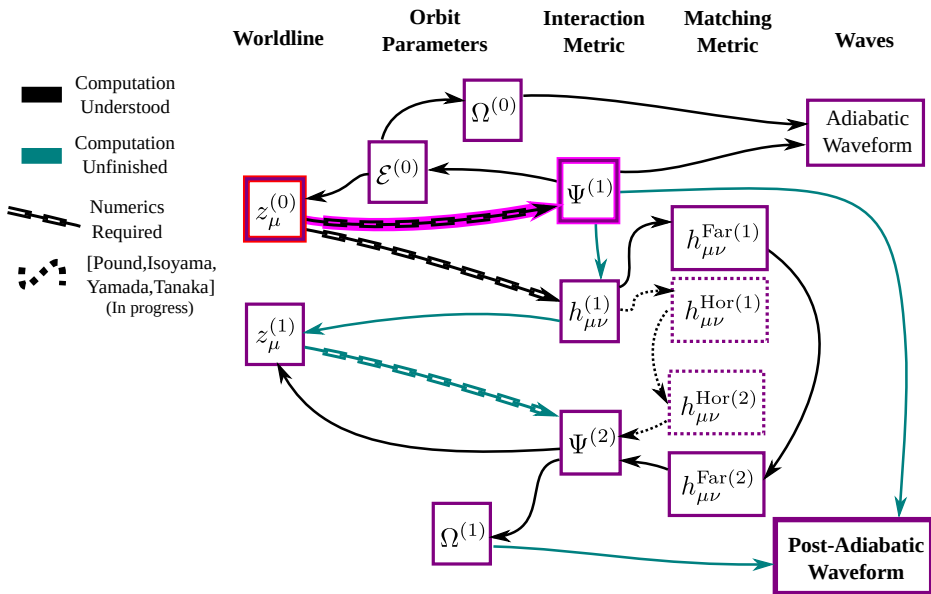 Worldline
Orbit
Parameters
Interaction
Metric
Matching
Metric
Waves
Computation
Understood
Computation
Unfinished
Numerics
Required
[Pound,Isoyama,
Yamada,Tanaka]
(In progress)
Ω^(0)
Adiabatic
Waveform
ℰ^(0)
z_μ^(0)
Ψ^(1)
h_μν^Far(1)
h_μν^(1)
h_μν^Hor(1)
z_μ^(1)
h_μν^Hor(2)
Ψ^(2)
h_μν^Far(2)
Ω^(1)
Post-Adiabatic
Waveform